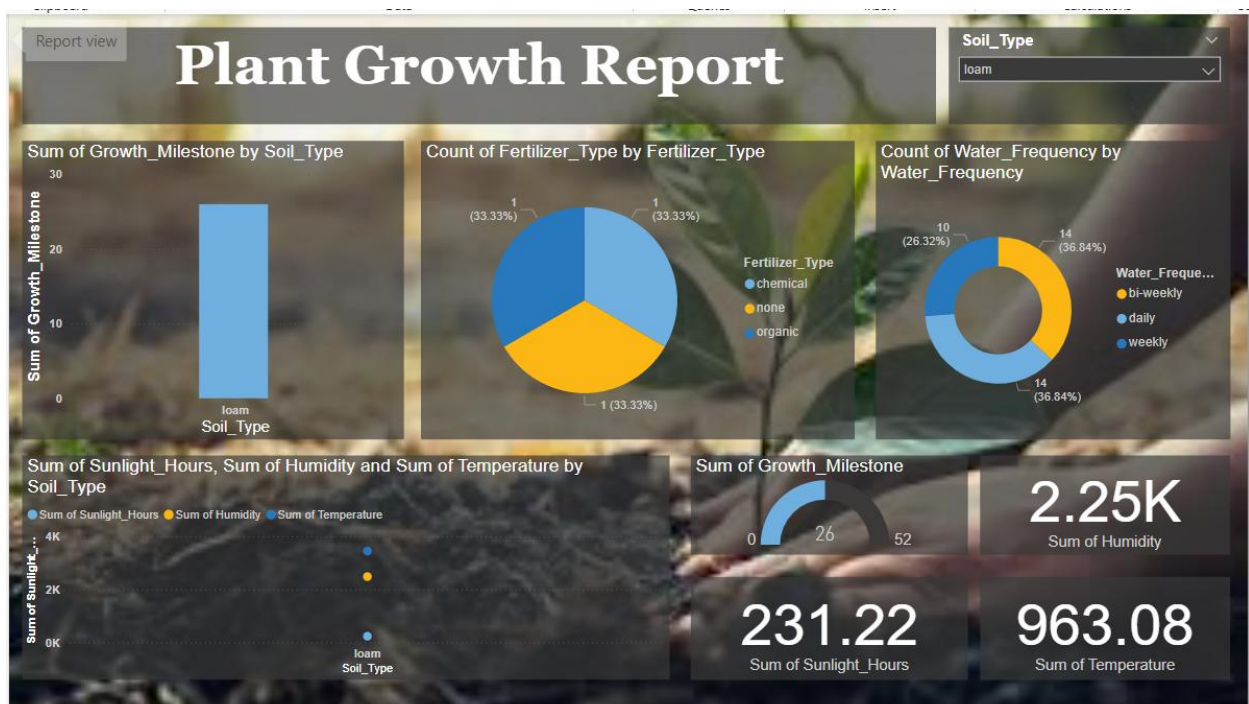 Report view
Plant Growth Report
Soil_Type
loam
Sum of Growth_Milestone by Soil_Type
Sum of Growth_Milestone
30
20
10
0
loam
Soil_Type
Count of Fertilizer_Type by Fertilizer_Type
1
(33.33%)
1
(33.33%)
1 (33.33%)
Fertilizer_Type
chemical
none
organic
Count of Water_Frequency by
Water_Frequency
10
(26.32%)
14
(36.84%)
14
(36.84%)
Water_Freque...
bi-weekly
daily
weekly
Sum of Sunlight_Hours, Sum of Humidity and Sum of Temperature by
Soil_Type
Sum of Sunlight_Hours Sum of Humidity Sum of Temperature
Sum of Sunlight_...
4K
2K
0K
loam
Soil_Type
Sum of Growth_Milestone
0
26
52
2.25K
Sum of Humidity
231.22
Sum of Sunlight_Hours
963.08
Sum of Temperature